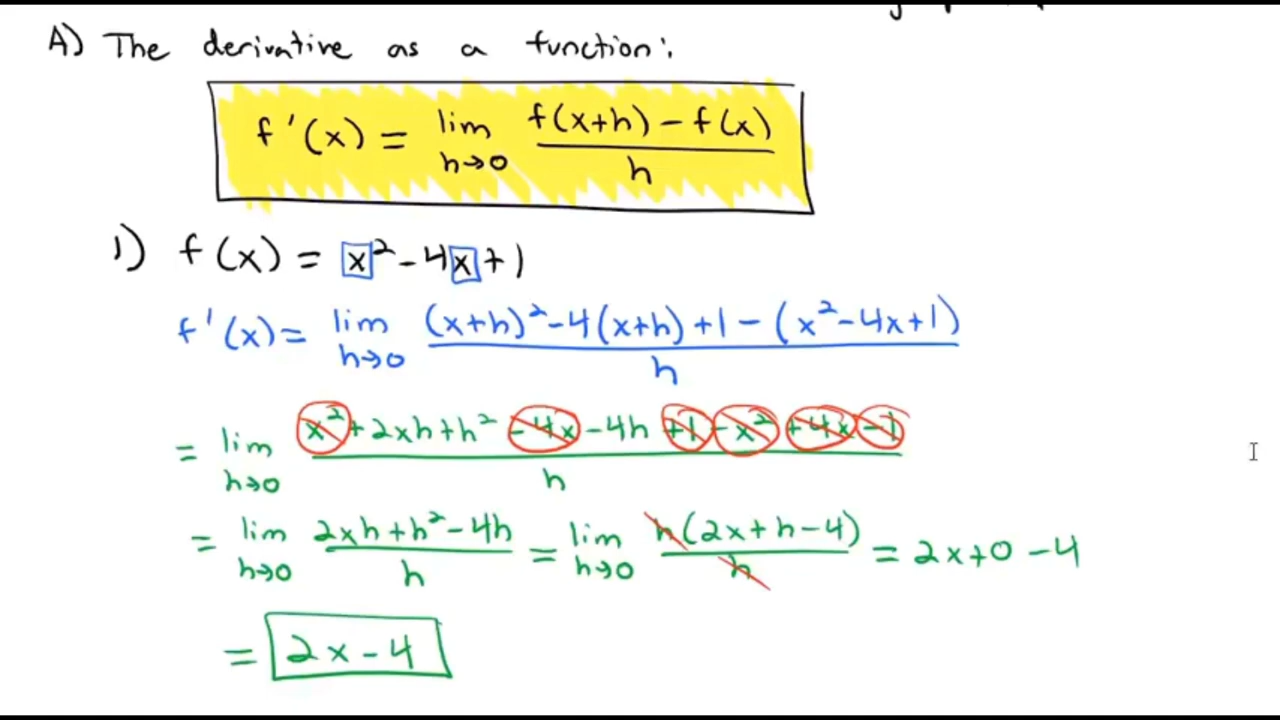 A) The derivative as a function:
f'(x) = lim h→0 f(x+h) – f(x) / h
1) f(x) = x² – 4x + 1
f'(x) = lim h→0 (x+h)² – 4(x+h) + 1 – (x² – 4x + 1) / h
= lim h→0 x² + 2xh + h² – 4x – 4h + 1 – x² + 4x – 1 / h
= lim h→0 2xh + h² – 4h / h = lim h→0 h(2x + h – 4) / h = 2x + 0 – 4
= 2x – 4